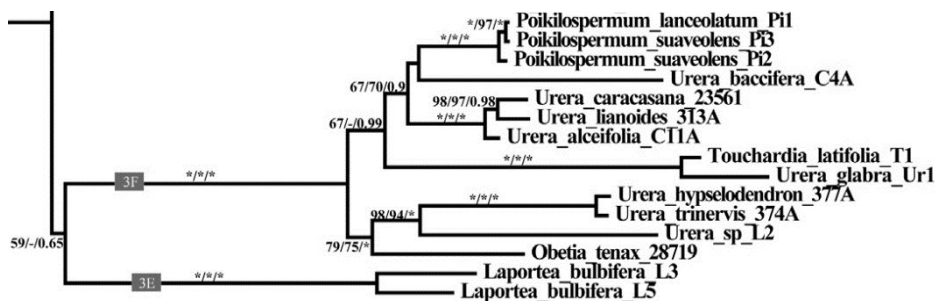 Poikilospermum_lanceolatum_Pi1
*/97/*
Poikilospermum_suaveolens_Pi3
*/*/*
Poikilospermum_suaveolens_Pi2
Urera_baccifera_C4A
67/70/0.9
98/97/0.98 Urera_caracasana_23561
Urera_lianoides_313A
67/-/0.99 */*/*
Urera_alceifolia_C11A
*/*/* Touchardia_latifolia_T1
Urera_glabra_Ur1
3F */*/*
*/*/* Urera_hypselodendron_377A
98/94/* Urera_trinervis_374A
Urera_sp_L2
59/-/0.65 79/75/* Obetia_tenax_28719
3E */*/* Laportea_bulbifera_L3
Laportea_bulbifera_L5